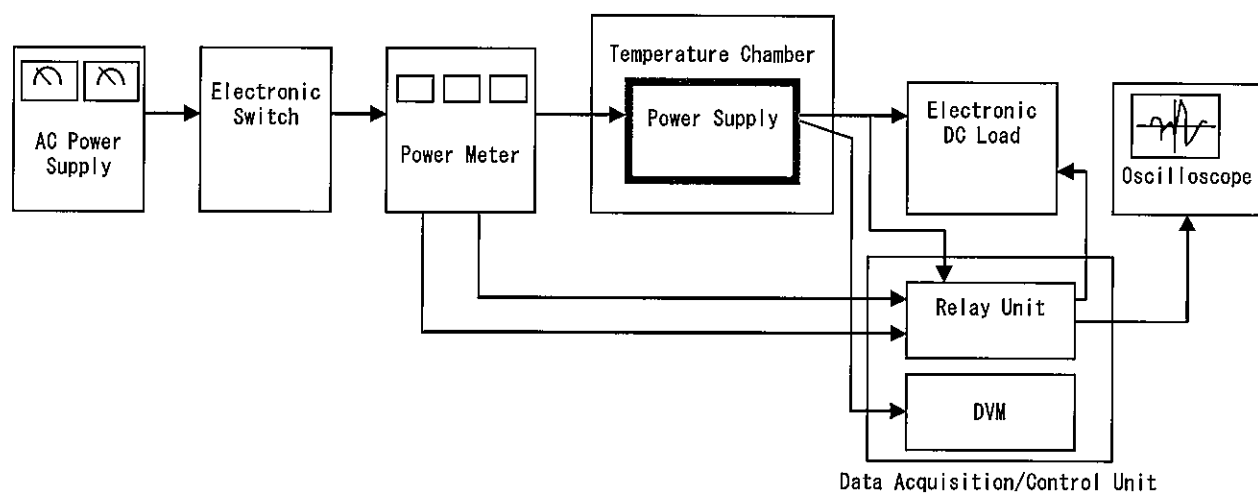 AC Power
Supply
Electronic
Switch
Power Meter
Temperature Chamber
Power Supply
Electronic
DC Load
Oscilloscope
Relay Unit
DVM
Data Acquisition/Control Unit